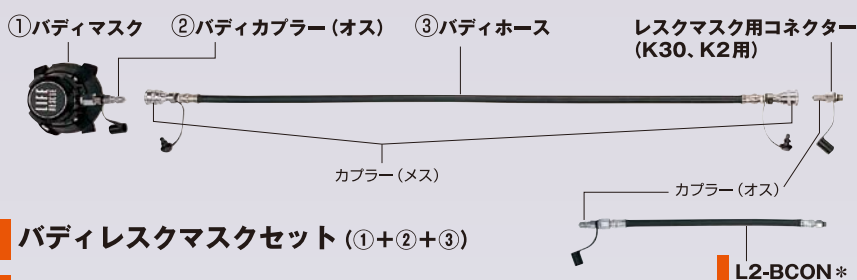 ①バディマスク
②バディカプラー(オス)
③バディホース
レスクマスク用コネクター
(K30、K2用)
LIFE
カプラー(メス)
カプラー(オス)
バディレスクマスクセット(①+②+③)
L2-BCON*